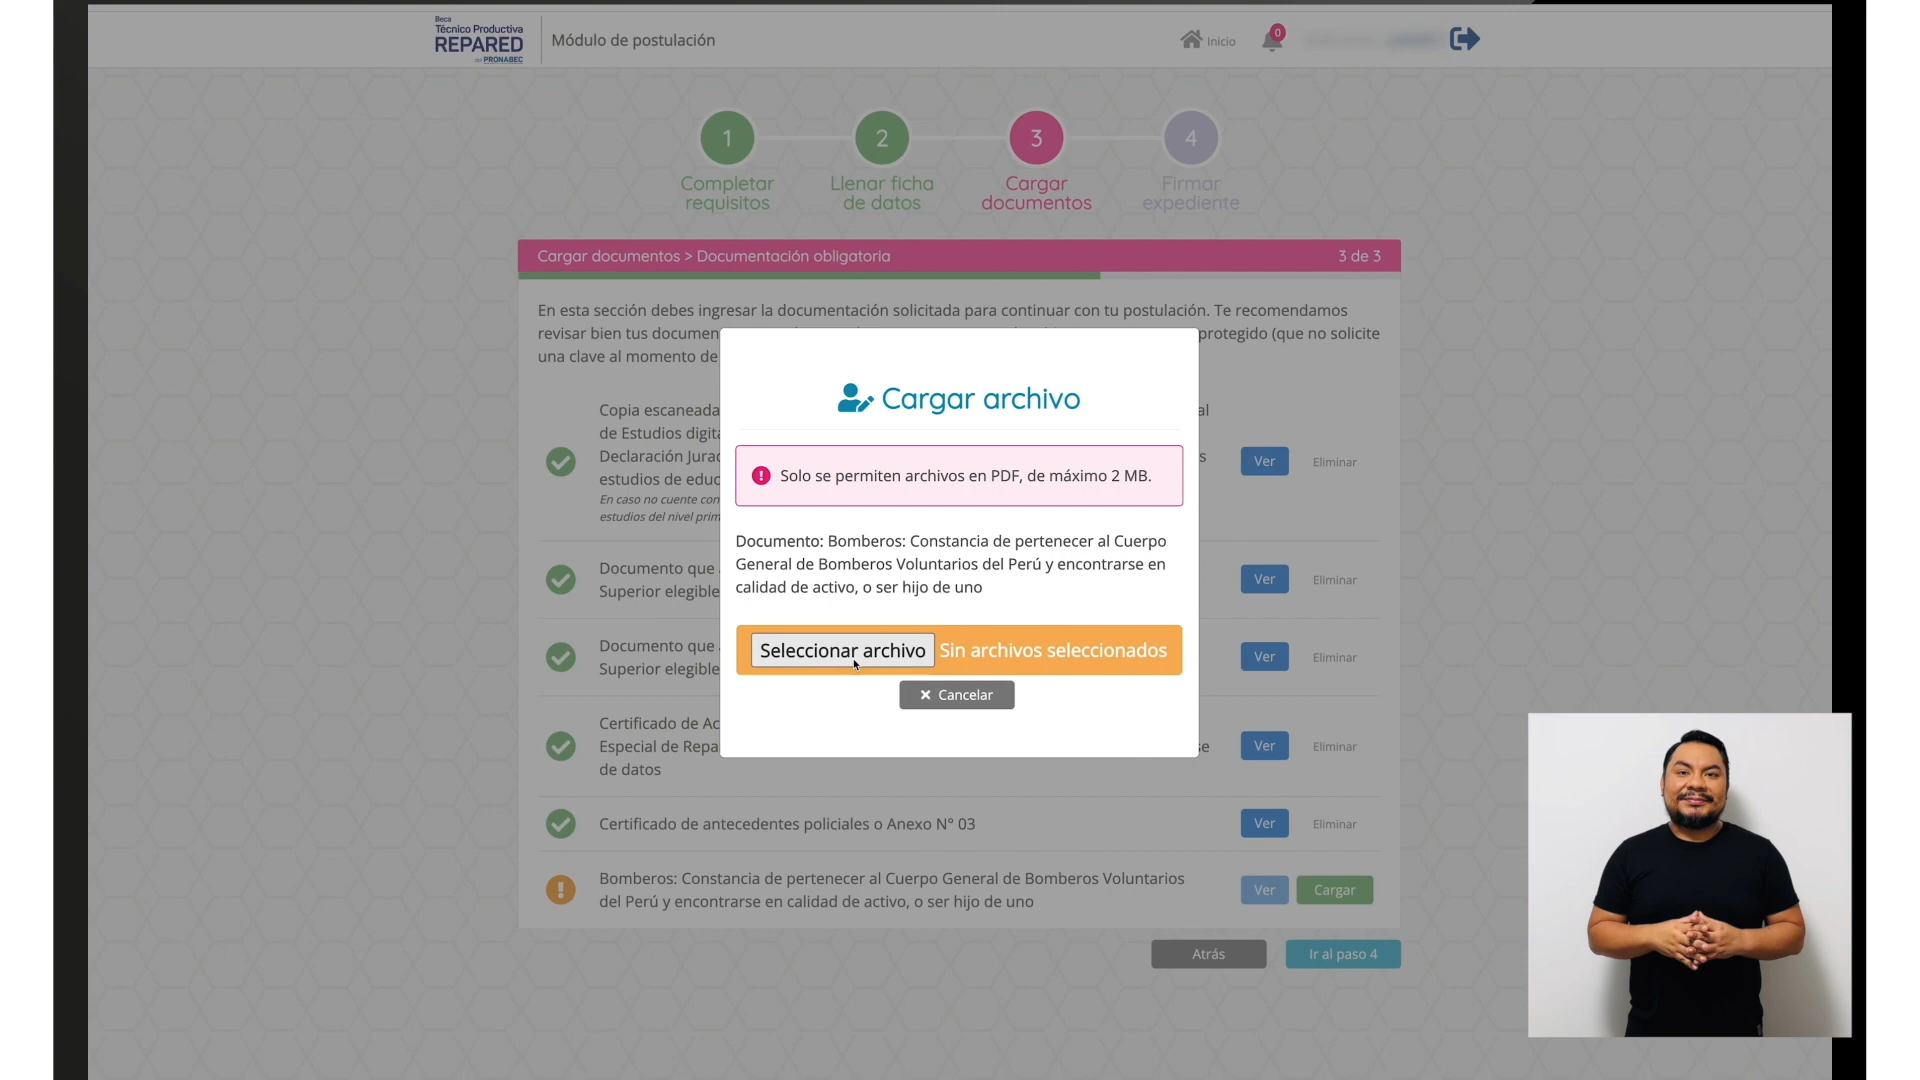 Beca
Técnico Productiva
REPARED
del PRONABEC
Módulo de postulación
Inicio
0
1
2
3
4
Completar
requisitos
Llenar ficha
de datos
Cargar
documentos
Firmar
expediente
Cargar documentos > Documentación obligatoria
3 de 3
En esta sección debes ingresar la documentación solicitada para continuar con tu postulación. Te recomendamos
revisar bien tus documen
protegido (que no solicite
una clave al momento de
Cargar archivo
Solo se permiten archivos en PDF, de máximo 2 MB.
Documento: Bomberos: Constancia de pertenecer al Cuerpo
General de Bomberos Voluntarios del Perú y encontrarse en
calidad de activo, o ser hijo de uno
Seleccionar archivo Sin archivos seleccionados
Cancelar
Copia escaneada
al
de Estudios digita
Declaración Jurad
s
estudios de educ
En caso no cuente con
estudios del nivel prim
Ver
Eliminar
Documento que
Superior elegible
Ver
Eliminar
Documento que
Superior elegible
Ver
Eliminar
Certificado de Ac
Especial de Repa
se
de datos
Ver
Eliminar
Certificado de antecedentes policiales o Anexo N° 03
Ver
Eliminar
Bomberos: Constancia de pertenecer al Cuerpo General de Bomberos Voluntarios
del Perú y encontrarse en calidad de activo, o ser hijo de uno
Ver
Cargar
Atrás
Ir al paso 4